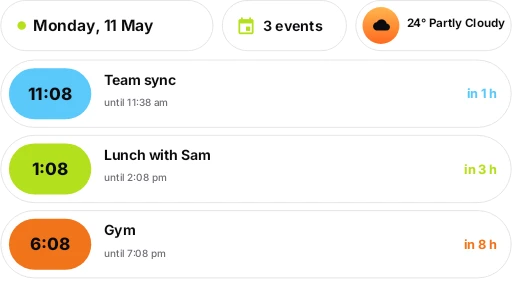 Monday, 11 May
3 events
24° Partly Cloudy
11:08
Team sync
until 11:38 am
in 1 h
1:08
Lunch with Sam
until 2:08 pm
in 3 h
6:08
Gym
until 7:08 pm
in 8 h